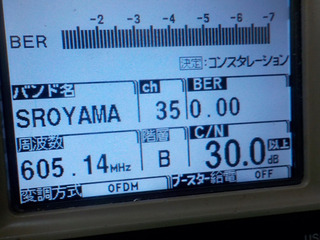 -2 -3 -4 -5 -6 -7
BER
決定:コンスタレーション
バンド名 ch BER
SROYAMA 35 0.00
周波数 階層 C/N
605.14MHz B 30.0以上dB
変調方式 OFDM ブースター給電 OFF